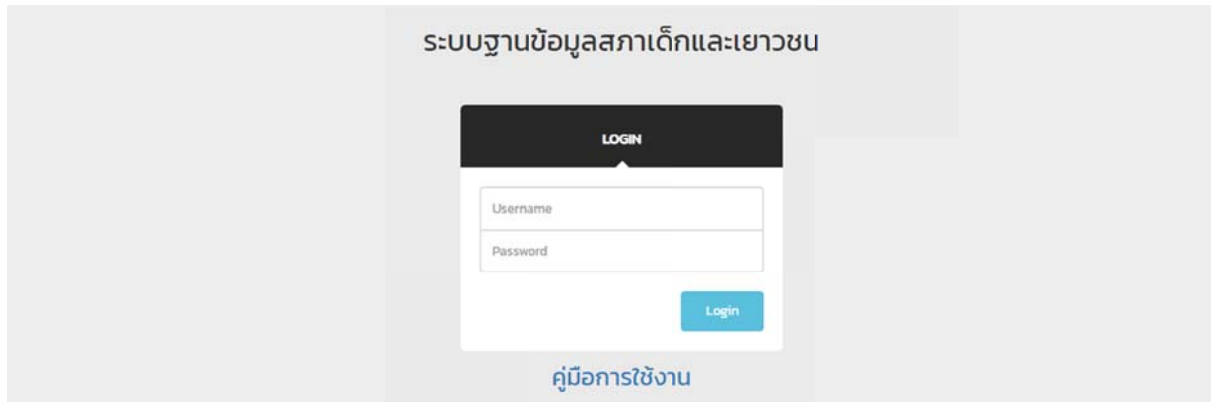 ระบบฐานข้อมูลสภาเด็กและเยาวชน
LOGIN
Username
Password
Login
คู่มือการใช้งาน